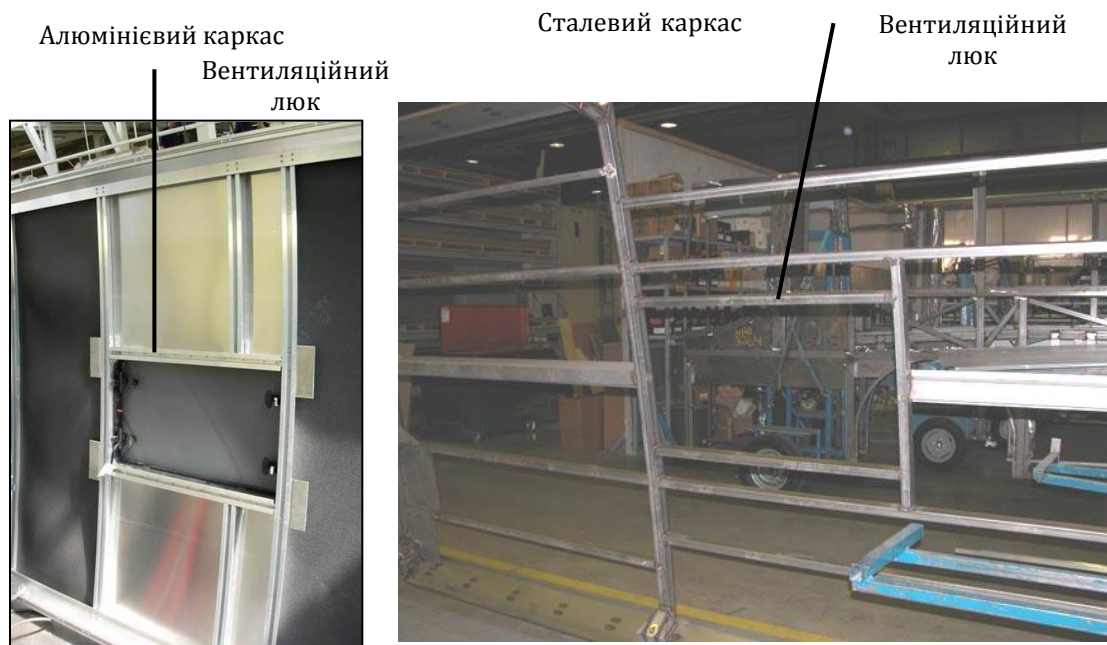 Алюмінієвий каркас
Вентиляційний
люк
Сталевий каркас
Вентиляційний
люк